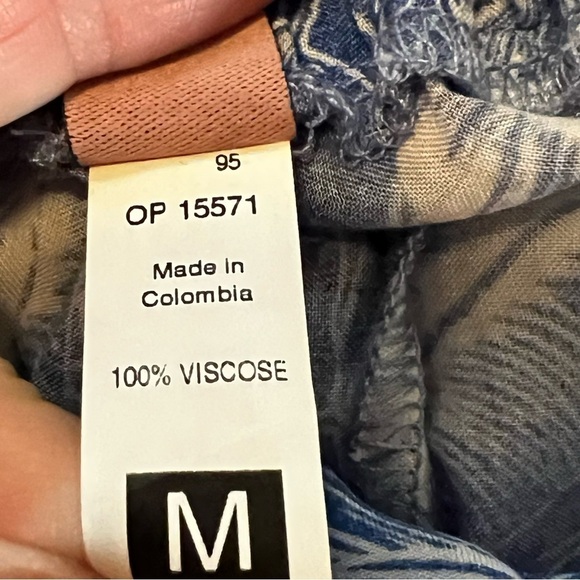 95
OP 15571
Made in
Colombia
100% VISCOSE
M